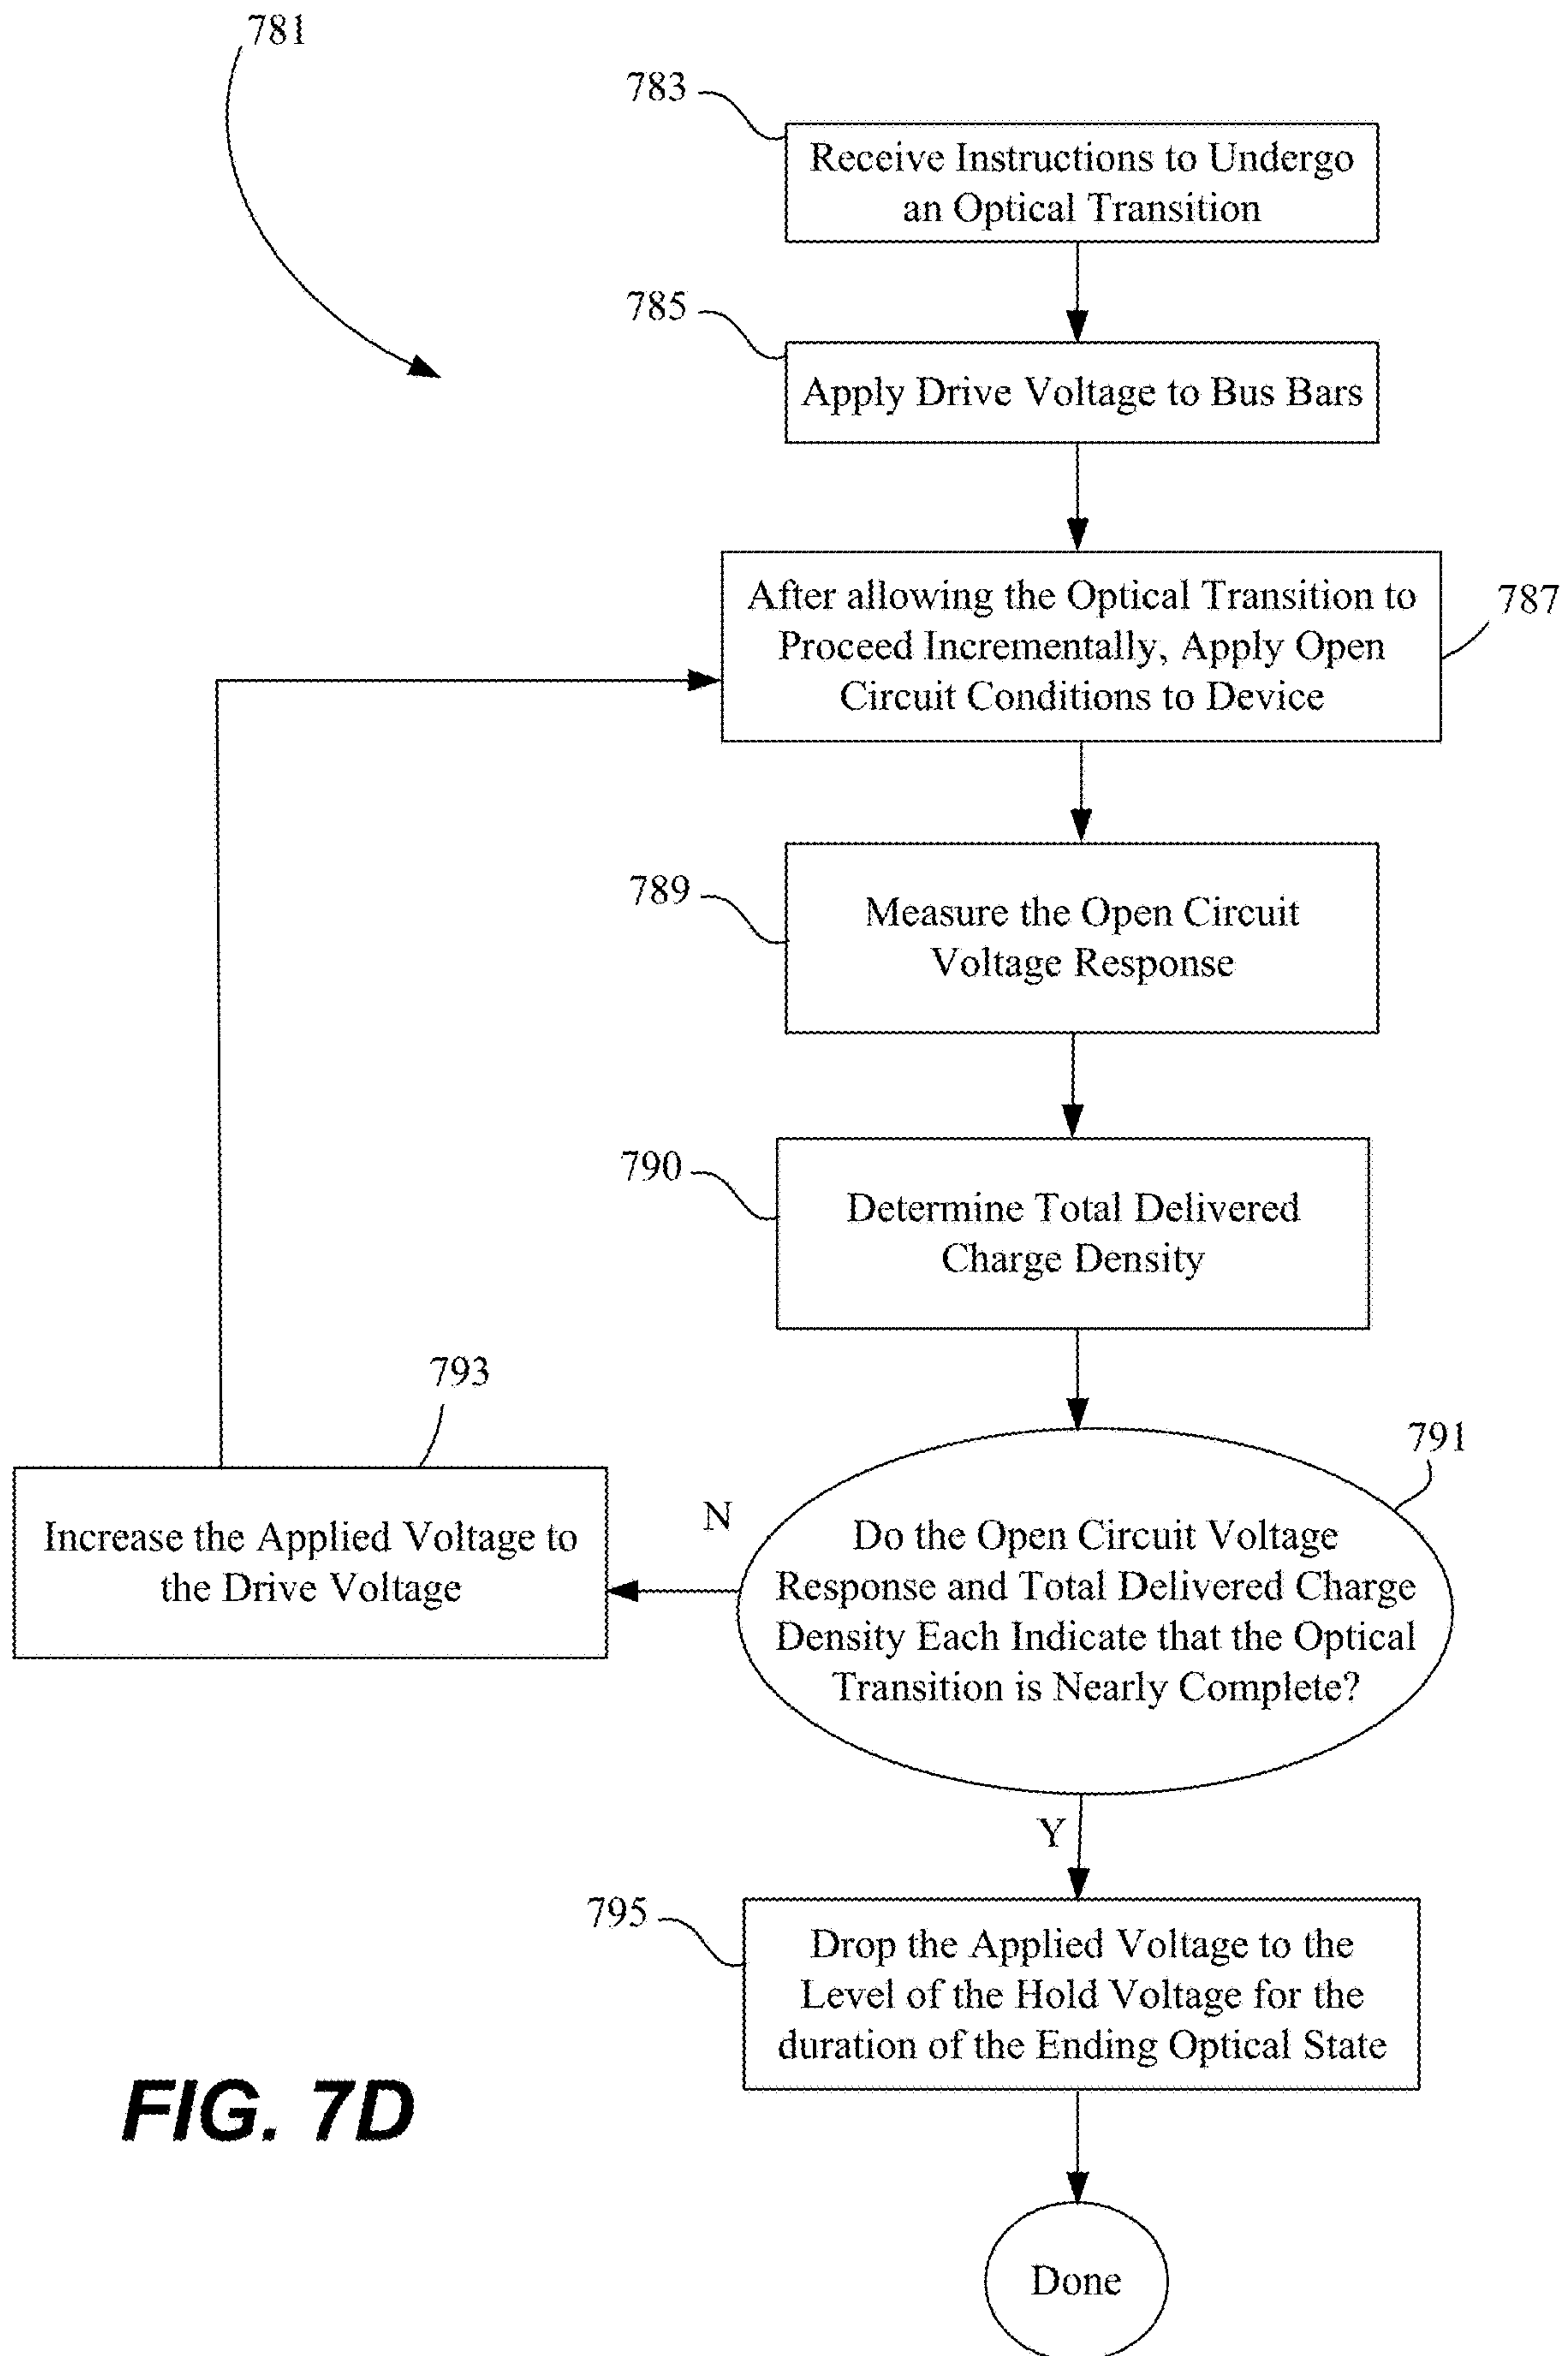 781
783
Receive Instructions to Undergo
an Optical Transition
785
Apply Drive Voltage to Bus Bars
After allowing the Optical Transition to
Proceed Incrementally, Apply Open
Circuit Conditions to Device
787
789
Measure the Open Circuit
Voltage Response
790
Determine Total Delivered
Charge Density
793
Increase the Applied Voltage to
the Drive Voltage
N
791
Do the Open Circuit Voltage
Response and Total Delivered Charge
Density Each Indicate that the Optical
Transition is Nearly Complete?
Y
795
Drop the Applied Voltage to the
Level of the Hold Voltage for the
duration of the Ending Optical State
FIG. 7D
Done